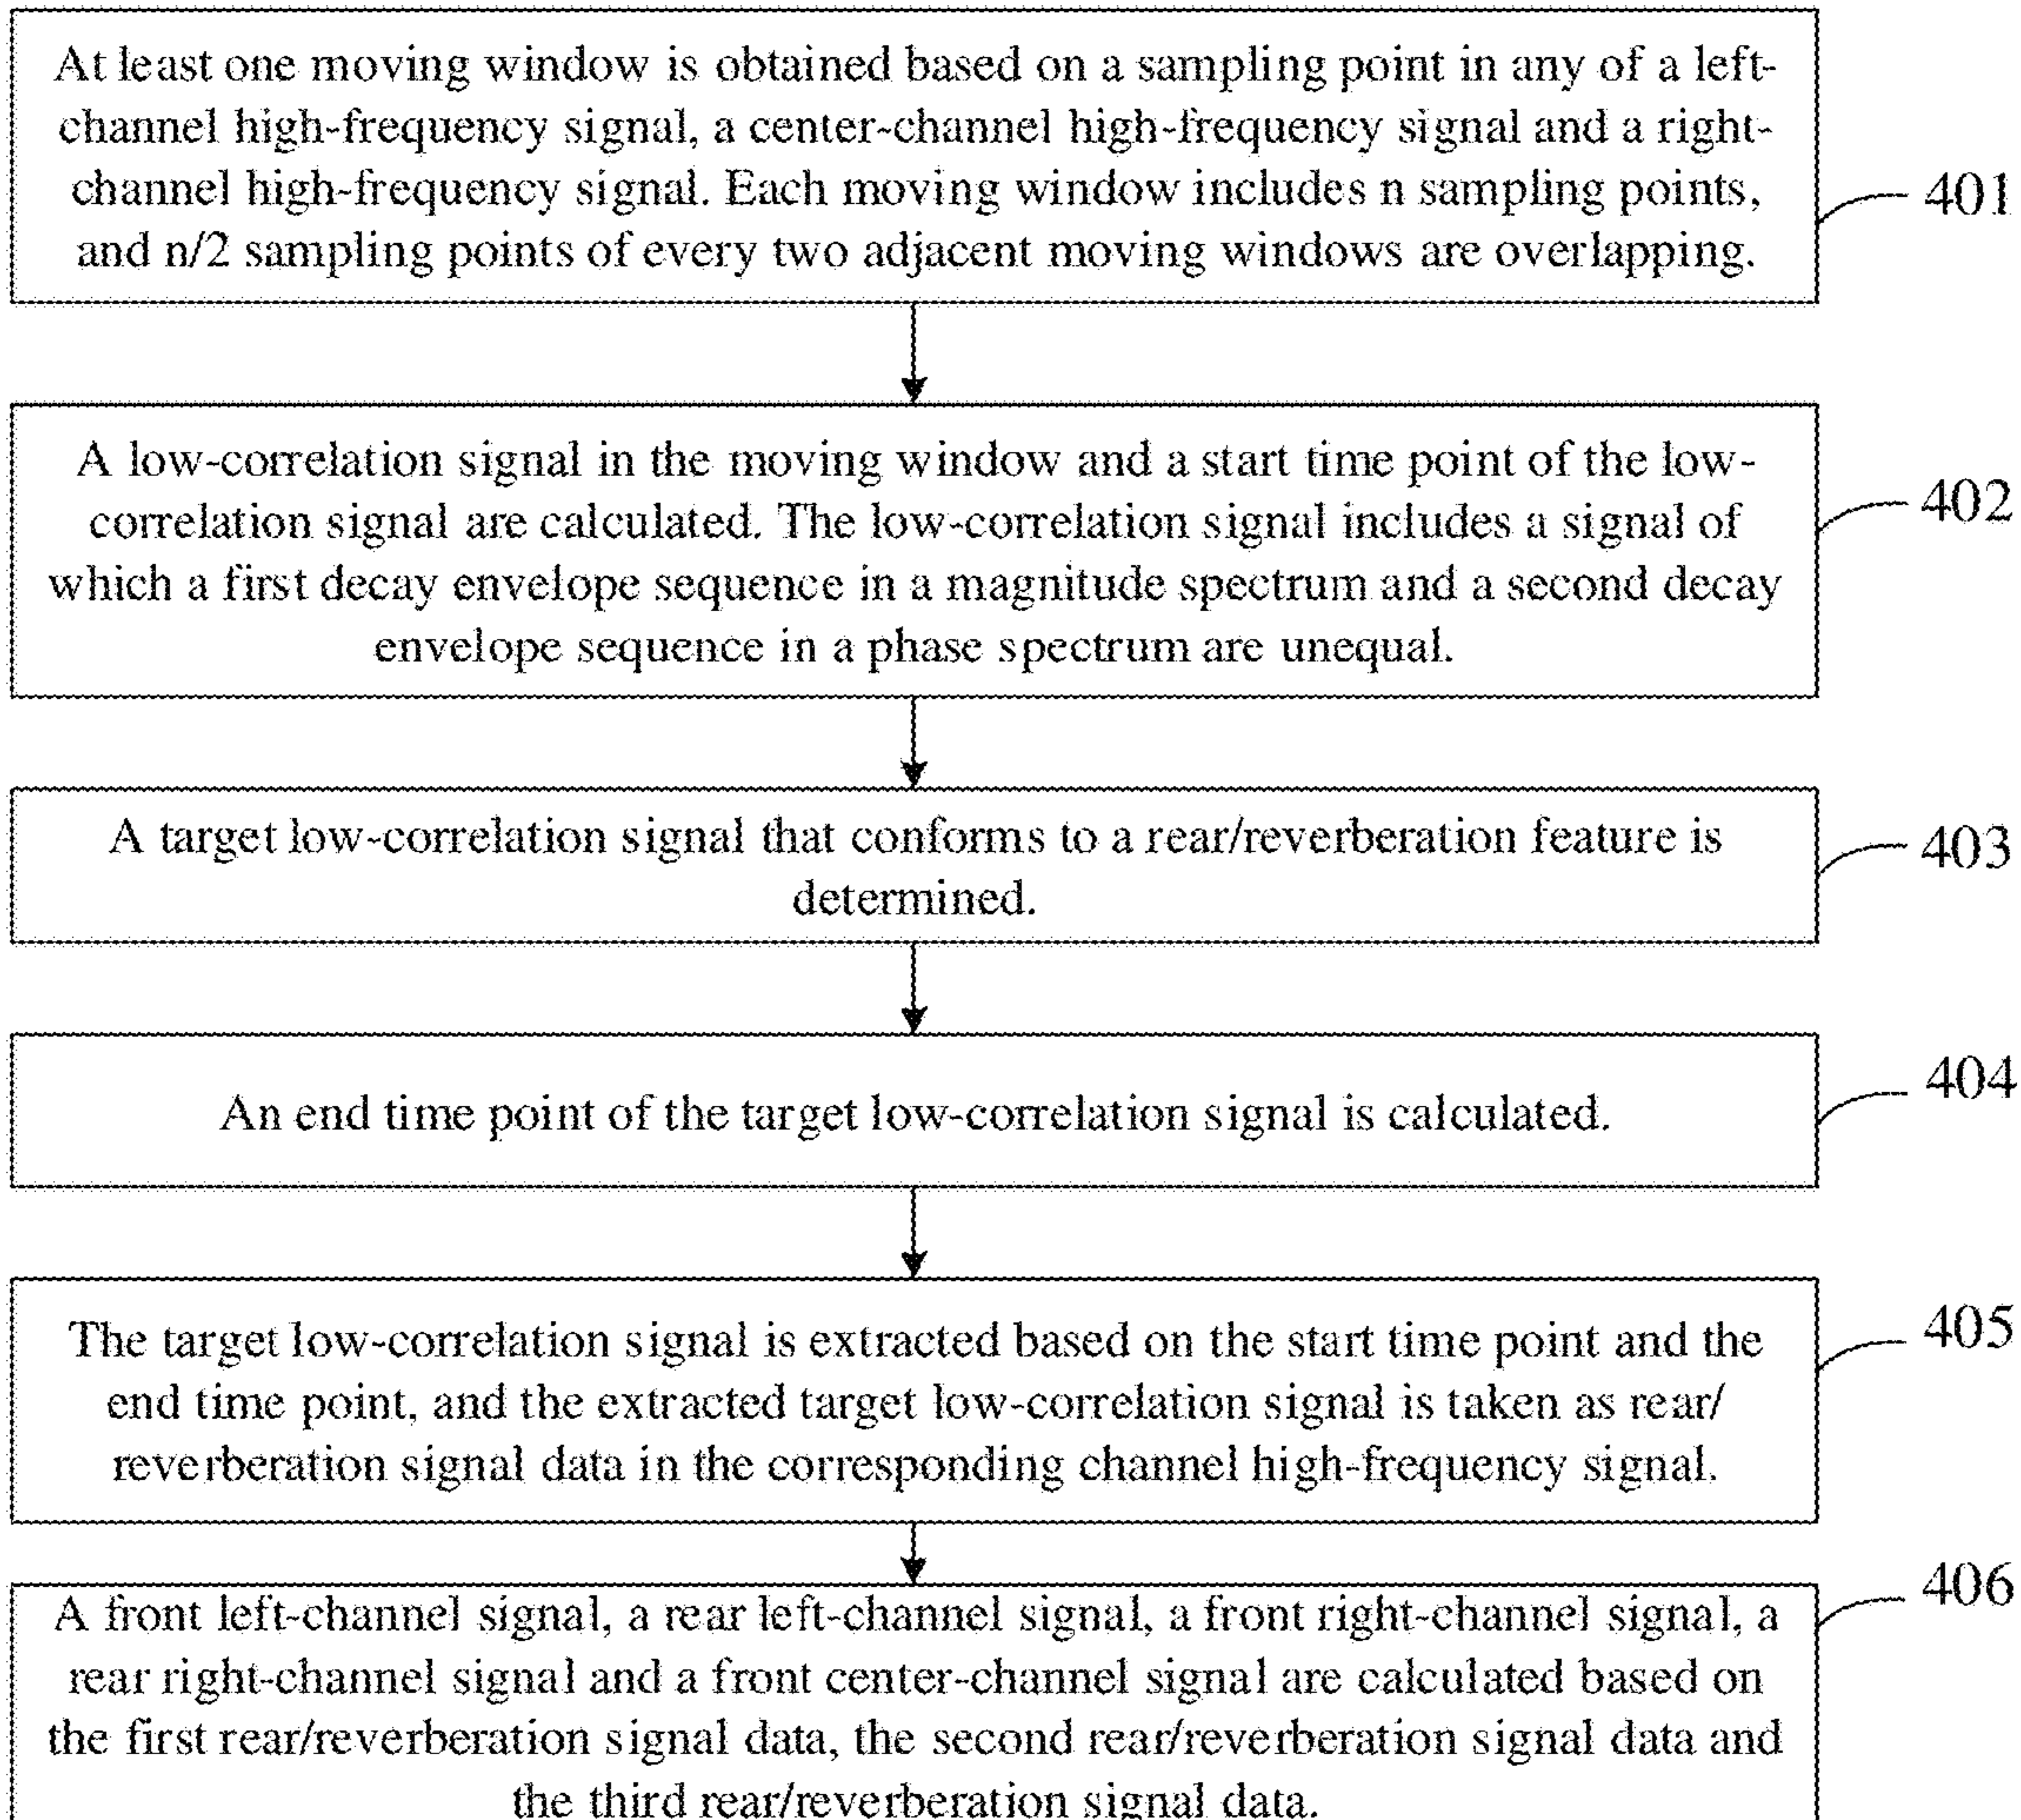 At least one moving window is obtained based on a sampling point in any of a left-
channel high-frequency signal, a center-channel high-frequency signal and a right-
channel high-frequency signal. Each moving window includes n sampling points,
and n/2 sampling points of every two adjacent moving windows are overlapping.
401
A low-correlation signal in the moving window and a start time point of the low-
correlation signal are calculated. The low-correlation signal includes a signal of
which a first decay envelope sequence in a magnitude spectrum and a second decay
envelope sequence in a phase spectrum are unequal.
402
A target low-correlation signal that conforms to a rear/reverberation feature is
determined.
403
An end time point of the target low-correlation signal is calculated.
404
The target low-correlation signal is extracted based on the start time point and the
end time point, and the extracted target low-correlation signal is taken as rear/
reverberation signal data in the corresponding channel high-frequency signal.
405
A front left-channel signal, a rear left-channel signal, a front right-channel signal, a
rear right-channel signal and a front center-channel signal are calculated based on
the first rear/reverberation signal data, the second rear/reverberation signal data and
the third rear/reverberation signal data.
406